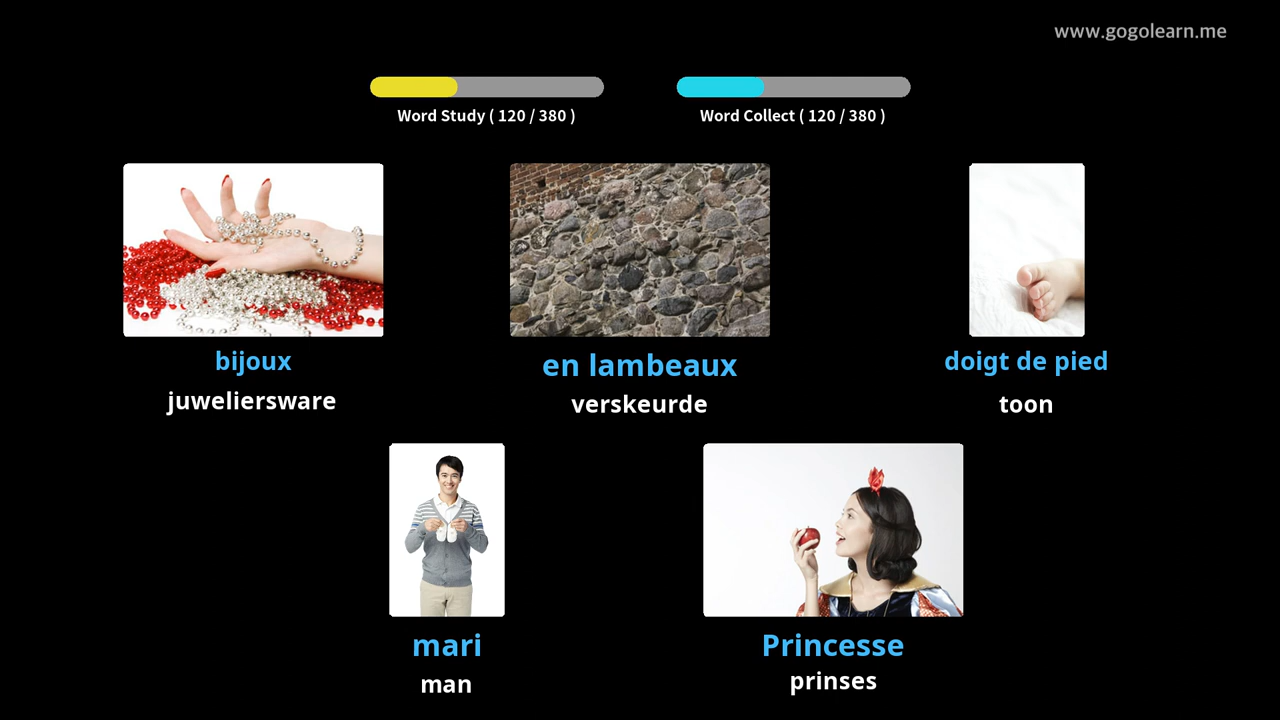 www.gogolearn.me
Word Study ( 120 / 380 )
Word Collect ( 120 / 380 )
bijoux
juweliersware
en lambeaux
verskeurde
doigt de pied
toon
mari
man
Princesse
prinses